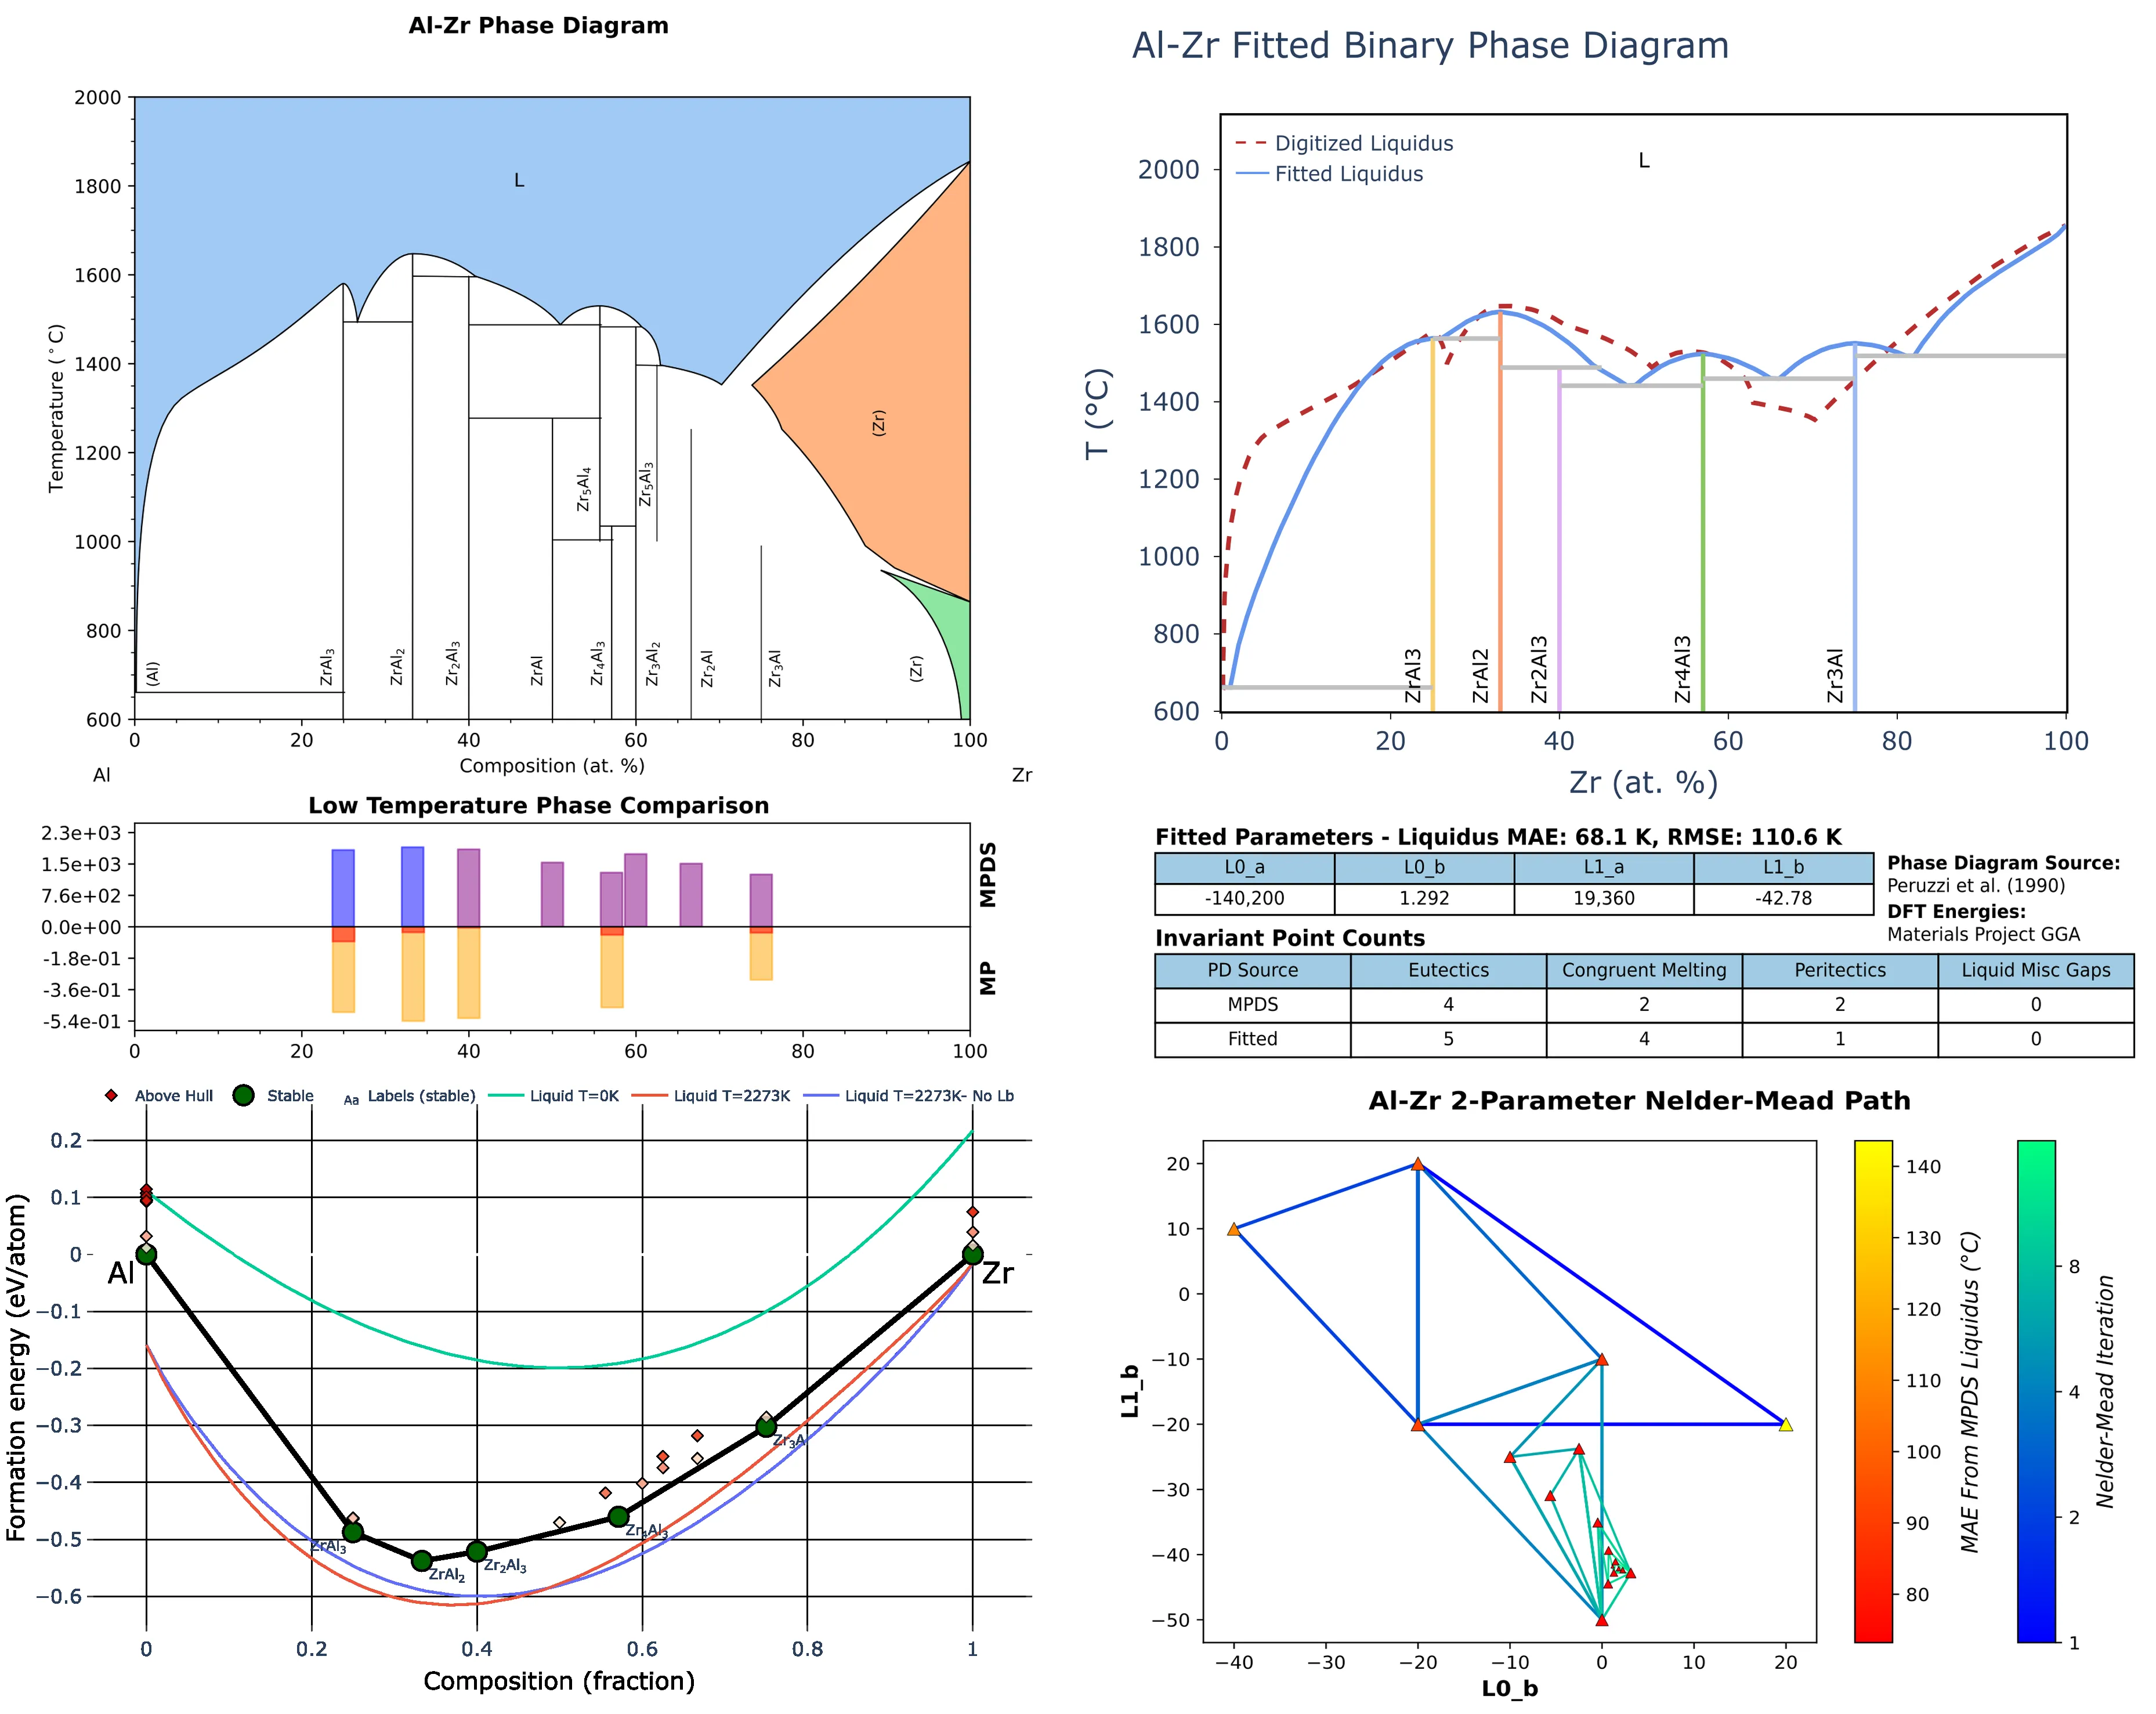 Al-Zr Phase Diagram
2000
1800
1600
1400
1200
1000
800
600
Temperature (°C)
L
(Al)
ZrAl3
ZrAl2
Zr2Al3
ZrAl
Zr5Al4
Zr4Al3
Zr5Al3
Zr3Al2
Zr2Al
Zr3Al
(Zr)
(Zr)
0 20 40 60 80 100
Composition (at. %)
Al Zr
Al-Zr Fitted Binary Phase Diagram
Digitized Liquidus
Fitted Liquidus
L
2000
1800
1600
1400
1200
1000
800
600
T (°C)
ZrAl3
ZrAl2
Zr2Al3
Zr4Al3
Zr3Al
0 20 40 60 80 100
Zr (at. %)
Low Temperature Phase Comparison
2.3e+03
1.5e+03
7.6e+02
0.0e+00
-1.8e-01
-3.6e-01
-5.4e-01
MPDS
MP
0 20 40 60 80 100
Fitted Parameters - Liquidus MAE: 68.1 K, RMSE: 110.6 K
L0_a L0_b L1_a L1_b
-140,200 1.292 19,360 -42.78
Phase Diagram Source:
Peruzzi et al. (1990)
DFT Energies:
Materials Project GGA
Invariant Point Counts
PD Source Eutectics Congruent Melting Peritectics Liquid Misc Gaps
MPDS 4 2 2 0
Fitted 5 4 1 0
Above Hull Stable Aa Labels (stable) Liquid T=0K Liquid T=2273K Liquid T=2273K- No Lb
0.2
0.1
0
−0.1
−0.2
−0.3
−0.4
−0.5
−0.6
Formation energy (eV/atom)
Al
Zr
ZrAl3
ZrAl2
Zr2Al3
Zr4Al3
Zr3Al
0 0.2 0.4 0.6 0.8 1
Composition (fraction)
Al-Zr 2-Parameter Nelder-Mead Path
20
10
0
−10
−20
−30
−40
−50
L1_b
−40 −30 −20 −10 0 10 20
L0_b
140
130
120
110
100
90
80
MAE From MPDS Liquidus (°C)
8
4
2
1
Nelder-Mead Iteration